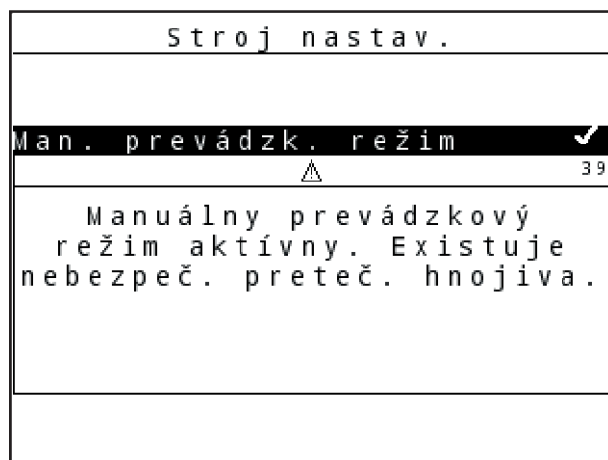 Stroj nastav.
Man. prevádzk. režim
39
Manuálny prevádzkový
režim aktívny. Existuje
nebezpeč. preteč. hnojiva.